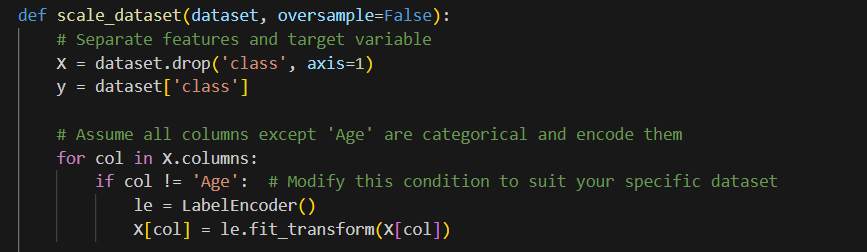 def scale_dataset(dataset, oversample=False):
    # Separate features and target variable
    X = dataset.drop('class', axis=1)
    y = dataset['class']

    # Assume all columns except 'Age' are categorical and encode them
    for col in X.columns:
        if col != 'Age':  # Modify this condition to suit your specific dataset
            le = LabelEncoder()
            X[col] = le.fit_transform(X[col])